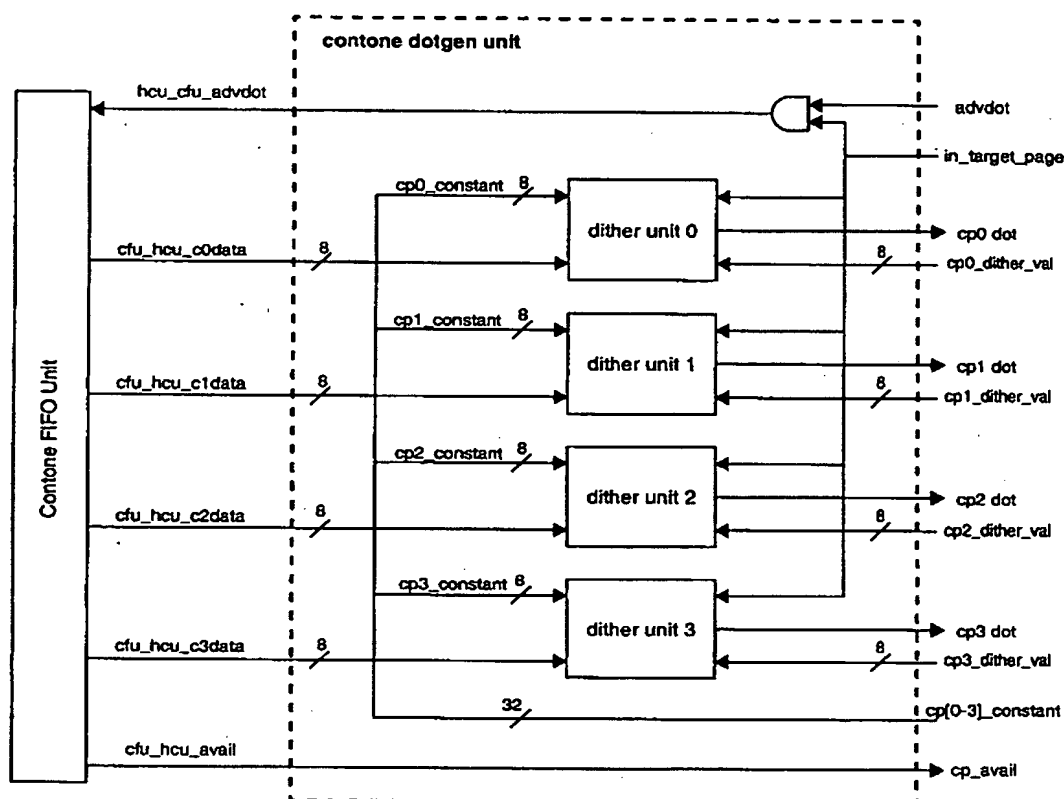 contone dotgen unit
hcu_cfu_advdot
advdot
in_target_page
cp0_constant 8
dither unit 0
cp0 dot
cfu_hcu_c0data 8
8 cp0_dither_val
cp1_constant 8
dither unit 1
cp1 dot
cfu_hcu_c1data 8
8 cp1_dither_val
Contone FIFO Unit
cp2_constant 8
dither unit 2
cp2 dot
cfu_hcu_c2data 8
8 cp2_dither_val
cp3_constant 8
dither unit 3
cp3 dot
cfu_hcu_c3data 8
8 cp3_dither_val
32 cp[0-3]_constant
cfu_hcu_avail
cp_avail